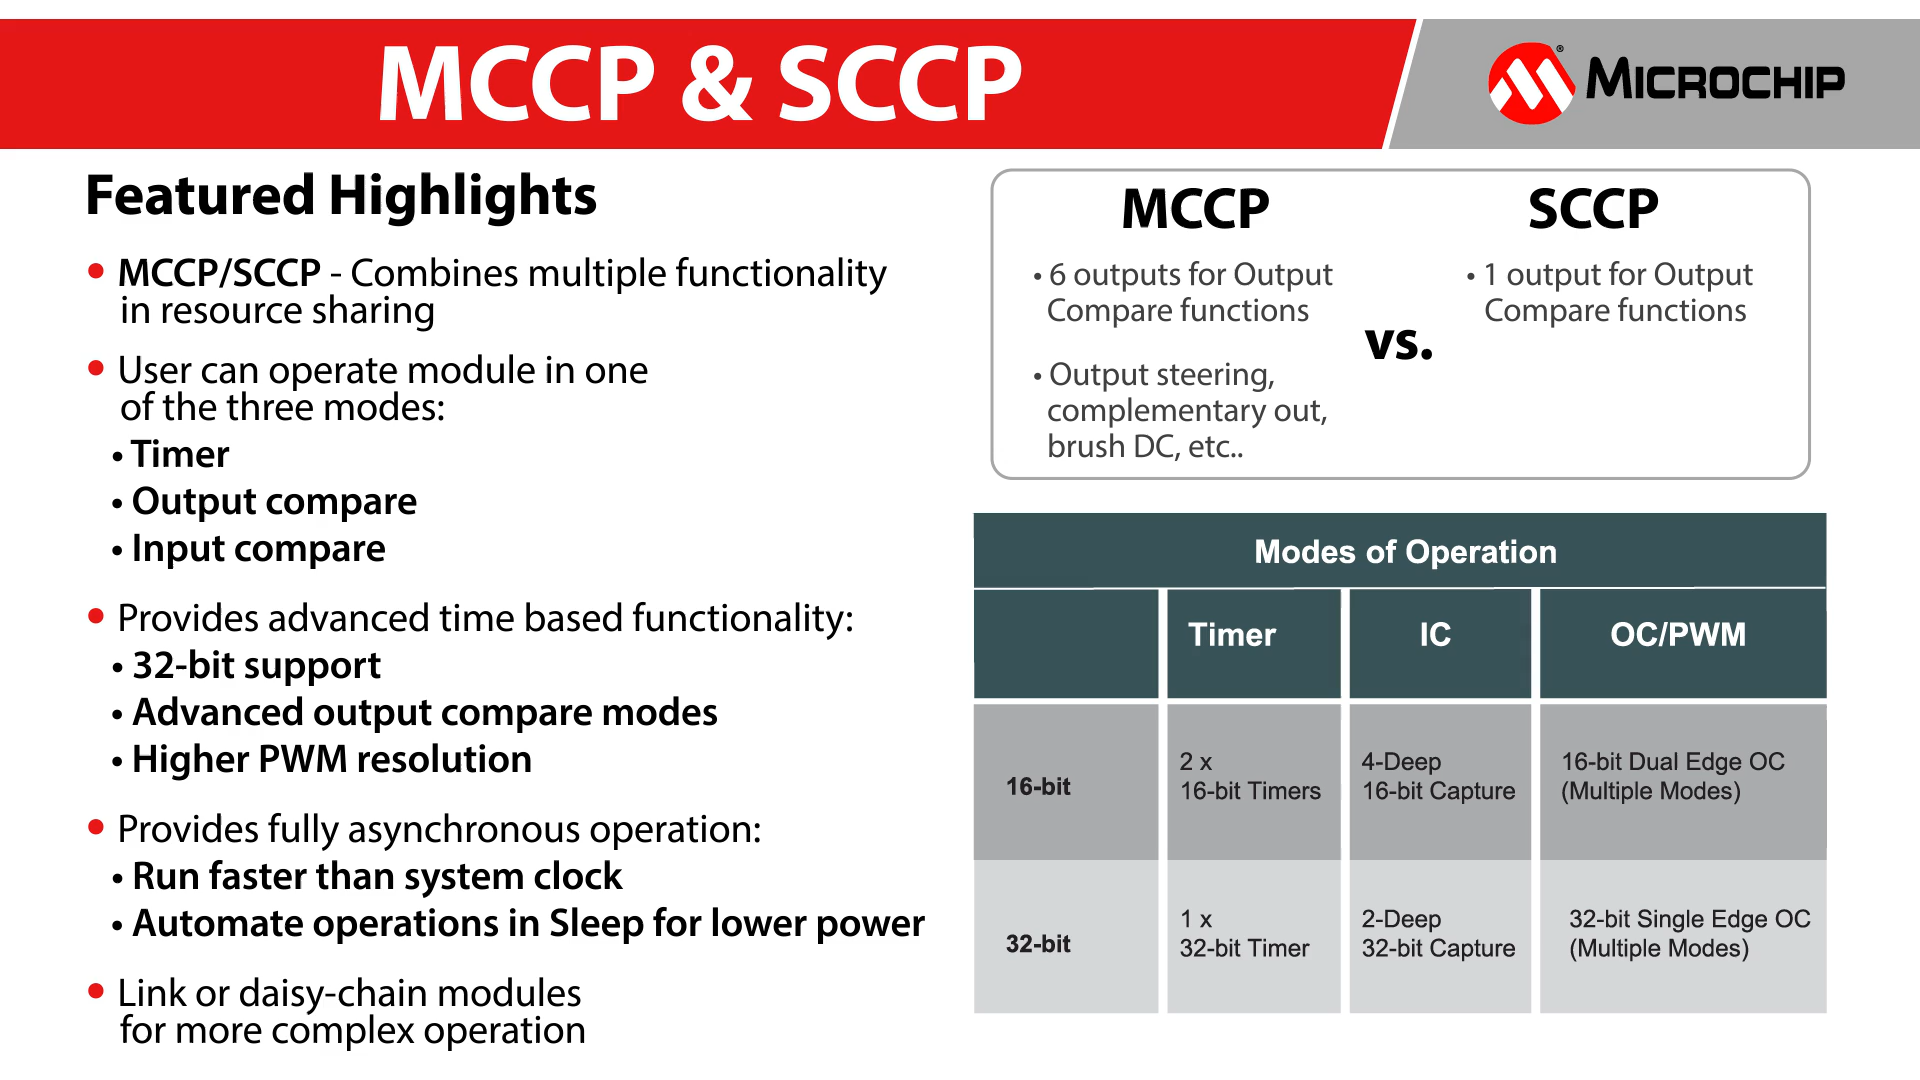 MCCP & SCCP
MICROCHIP®
Featured Highlights
• MCCP/SCCP - Combines multiple functionality
in resource sharing
• User can operate module in one
of the three modes:
• Timer
• Output compare
• Input compare
• Provides advanced time based functionality:
• 32-bit support
• Advanced output compare modes
• Higher PWM resolution
• Provides fully asynchronous operation:
• Run faster than system clock
• Automate operations in Sleep for lower power
• Link or daisy-chain modules
for more complex operation
MCCP
• 6 outputs for Output
Compare functions
• Output steering,
complementary out,
brush DC, etc..
vs.
SCCP
• 1 output for Output
Compare functions
Modes of Operation
Timer IC OC/PWM
16-bit
2 x
16-bit Timers
4-Deep
16-bit Capture
16-bit Dual Edge OC
(Multiple Modes)
32-bit
1 x
32-bit Timer
2-Deep
32-bit Capture
32-bit Single Edge OC
(Multiple Modes)